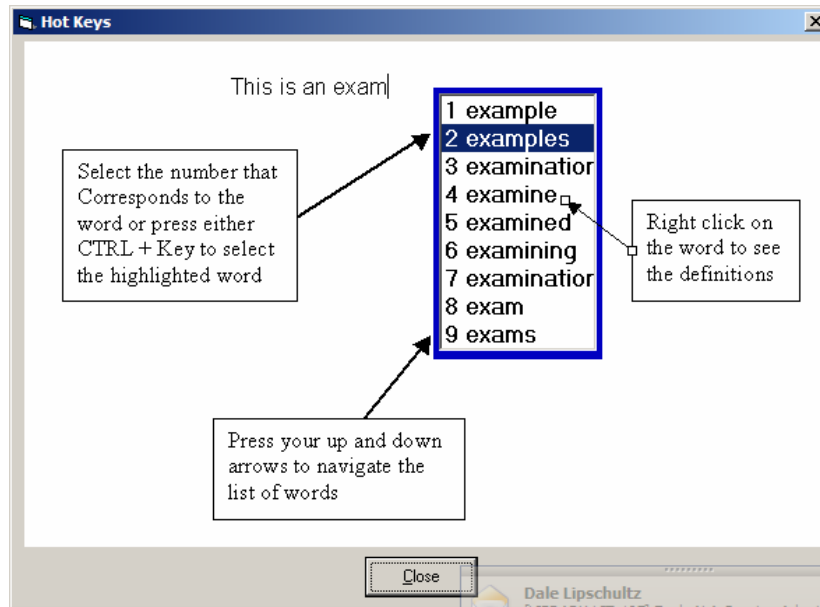 Hot Keys
This is an exam
1 example
2 examples
3 examination
4 examine
5 examined
6 examining
7 examination
8 exam
9 exams
Select the number that
Corresponds to the
word or press either
CTRL + Key to select
the highlighted word
Right click on
the word to see
the definitions
Press your up and down
arrows to navigate the
list of words
Close
Dale Lipschultz